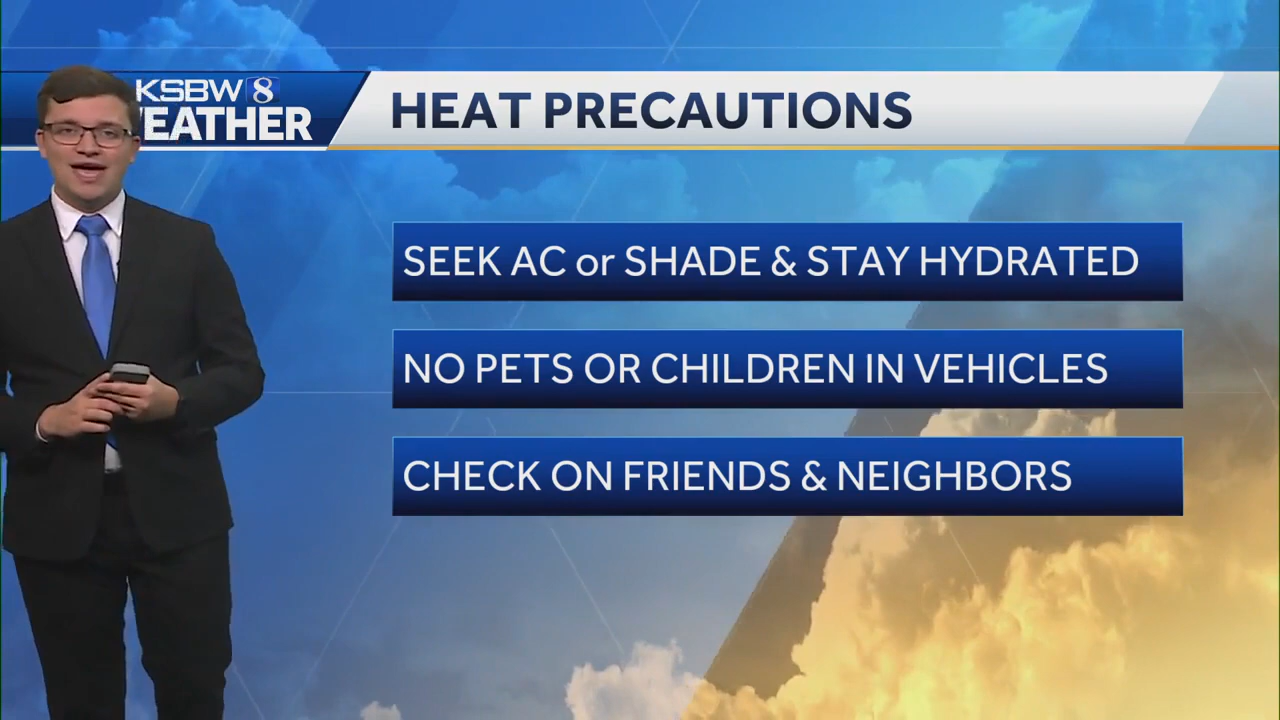 KSBW 8
WEATHER
HEAT PRECAUTIONS
SEEK AC or SHADE & STAY HYDRATED
NO PETS OR CHILDREN IN VEHICLES
CHECK ON FRIENDS & NEIGHBORS